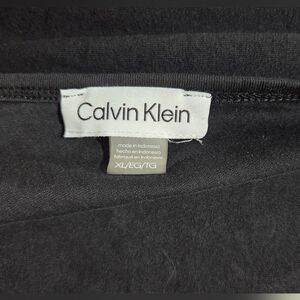 Calvin Klein
made in Indonesia
hecho en Indonesia
fabriqué en Indonésie
XL/EG/TG